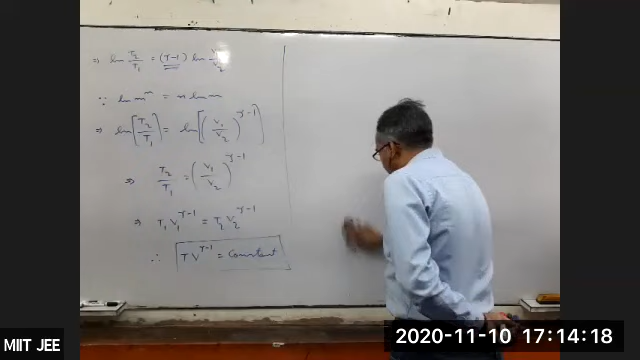 ⇒ ln T₂/T₁ = (γ-1) ln V₁/V₂
∵ ln mⁿ = n ln m
⇒ ln[T₂/T₁] = ln[(V₁/V₂)^γ-1]
⇒ T₂/T₁ = (V₁/V₂)^γ-1
⇒ T₁V₁^γ-1 = T₂V₂^γ-1
∴ TV^γ-1 = Constant
MIIT JEE
2020-11-10 17:14:18